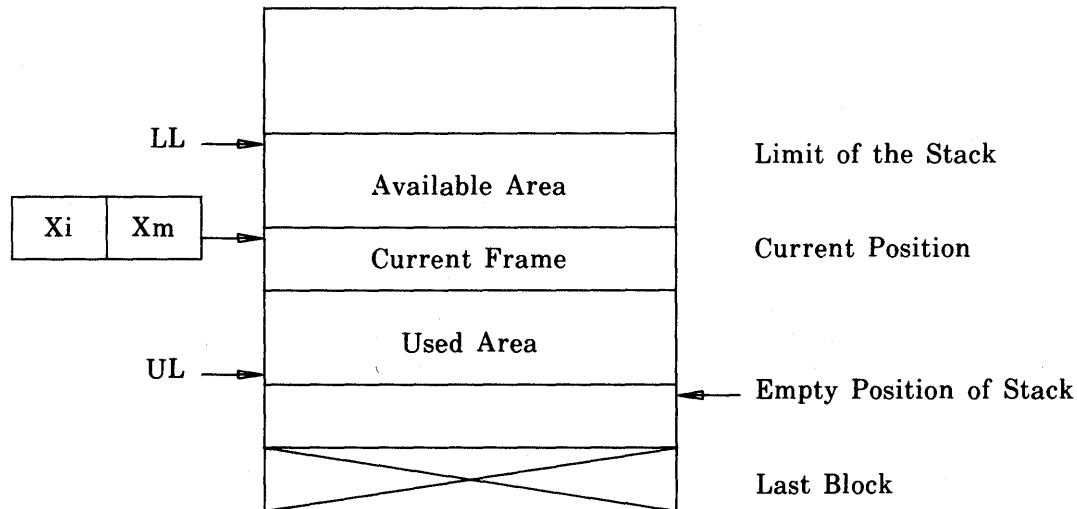 LL
Limit of the Stack
Available Area
Xi Xm
Current Position
Current Frame
Used Area
UL
Empty Position of Stack
Last Block